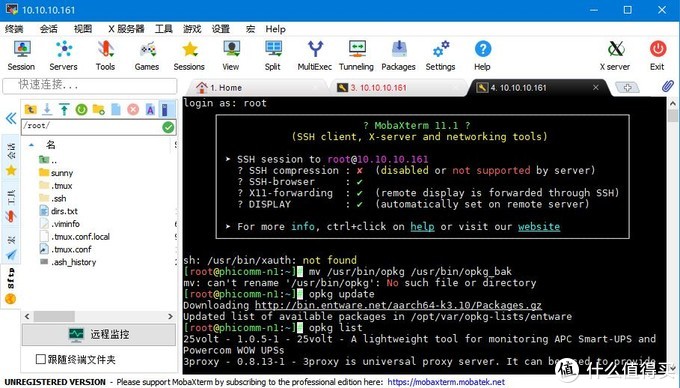 10.10.10.161
终端 会话 视图 X 服务器 工具 游戏 设置 宏 Help
Session Servers Tools Games Sessions View Split MultiExec Tunneling Packages Settings Help X server Exit
快速连接...
1. Home
3. 10.10.10.161
4. 10.10.10.161
/root/
名
..
sunny
.tmux
.ssh
dirs.txt
.viminfo
.tmux.conf.local
.tmux.conf
.ash_history
会话
工具
宏
Sftp
远程监控
跟随终端文件夹
login as: root
? MobaXterm 11.1 ?
(SSH client, X-server and networking tools)
➤ SSH session to root@10.10.10.161
? SSH compression : ✘ (disabled or not supported by server)
? SSH-browser : ✔
? X11-forwarding : ✔ (remote display is forwarded through SSH)
? DISPLAY : ✔ (automatically set on remote server)
➤ For more info, ctrl+click on help or visit our website
sh: /usr/bin/xauth: not found
[root@phicomm-n1:~]# mv /usr/bin/opkg /usr/bin/opkg_bak
mv: can't rename '/usr/bin/opkg': No such file or directory
[root@phicomm-n1:~]# opkg update
Downloading http://bin.entware.net/aarch64-k3.10/Packages.gz
Updated list of available packages in /opt/var/opkg-lists/entware
[root@phicomm-n1:~]# opkg list
25volt - 1.0.5-1 - 25volt - A lightweight tool for monitoring APC Smart-UPS and
Powercom WOW UPSs
3proxy - 0.8.13-1 - 3proxy is universal proxy server. It can be used to provide
值 什么值得买
UNREGISTERED VERSION - Please support MobaXterm by subscribing to the professional edition here: https://mobaxterm.mobatek.net